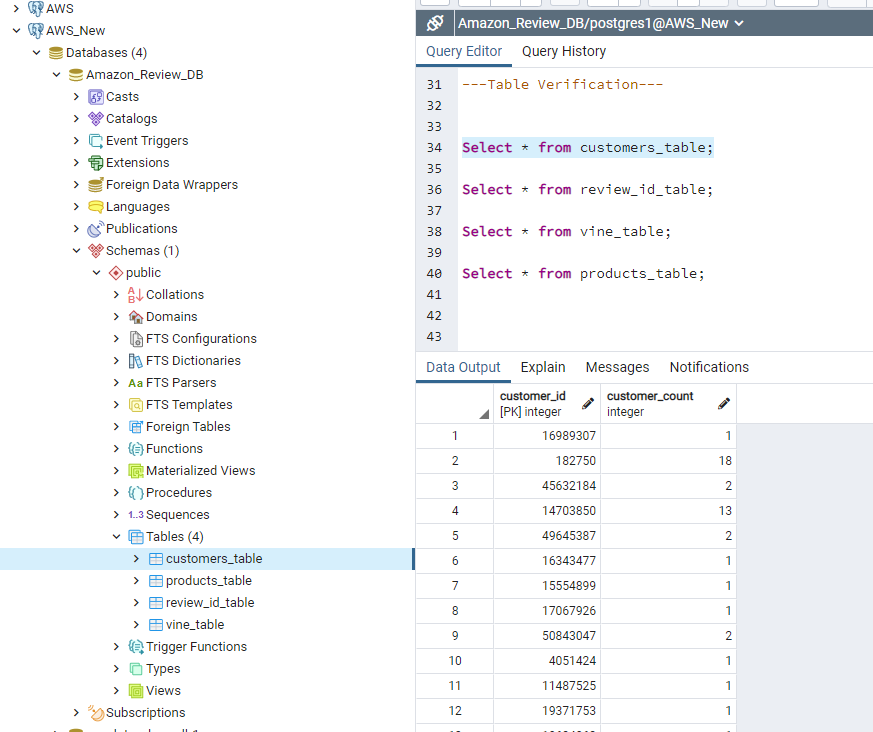 AWS
AWS_New
Databases (4)
Amazon_Review_DB
Casts
Catalogs
Event Triggers
Extensions
Foreign Data Wrappers
Languages
Publications
Schemas (1)
public
Collations
Domains
FTS Configurations
FTS Dictionaries
Aa FTS Parsers
FTS Templates
Foreign Tables
Functions
Materialized Views
Procedures
1..3 Sequences
Tables (4)
customers_table
products_table
review_id_table
vine_table
Trigger Functions
Types
Views
Subscriptions
Amazon_Review_DB/postgres1@AWS_New
Query Editor Query History
31 ---Table Verification---
32
33
34 Select * from customers_table;
35
36 Select * from review_id_table;
37
38 Select * from vine_table;
39
40 Select * from products_table;
41
42
43
Data Output Explain Messages Notifications
customer_id customer_count
[PK] integer integer
1 16989307 1
2 182750 18
3 45632184 2
4 14703850 13
5 49645387 2
6 16343477 1
7 15554899 1
8 17067926 1
9 50843047 2
10 4051424 1
11 11487525 1
12 19371753 1